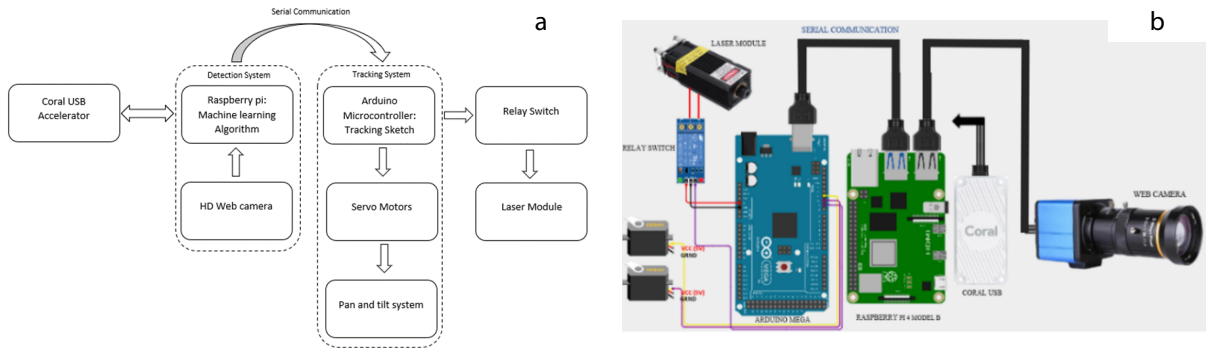 Serial Communication
a
Detection System
Tracking System
Coral USB
Accelerator
Raspberry pi:
Machine learning
Algorithm
Arduino
Microcontroller:
Tracking Sketch
Relay Switch
HD Web camera
Servo Motors
Laser Module
Pan and tilt system
b
SERIAL COMMUNICATION
LASER MODULE
RELAY SWITCH
WEB CAMERA
VCC (5V)
GRND
VCC (5V)
GRND
MEGA
Coral
CORAL USB
ARDUINO MEGA
RASPBERRY PI 4 MODEL B